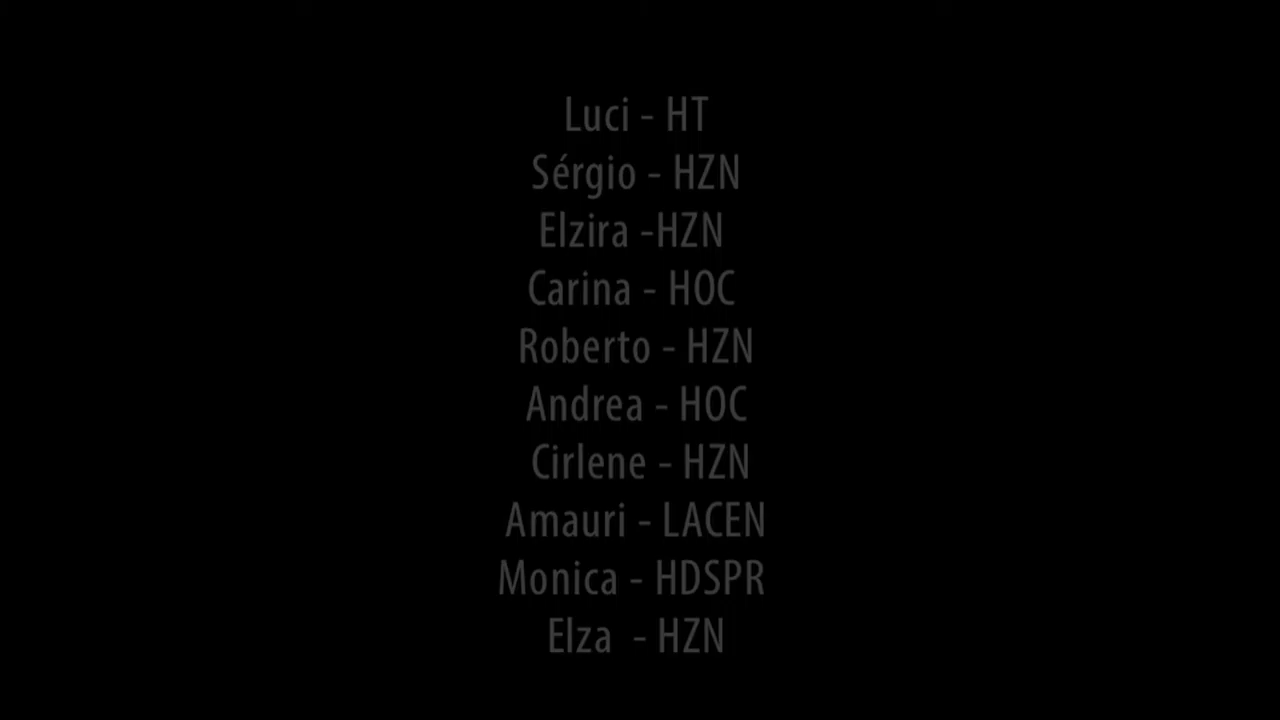 Luci - HT
Sérgio - HZN
Elzira -HZN
Carina - HOC
Roberto - HZN
Andrea - HOC
Cirlene - HZN
Amauri - LACEN
Monica - HDSPR
Elza  - HZN